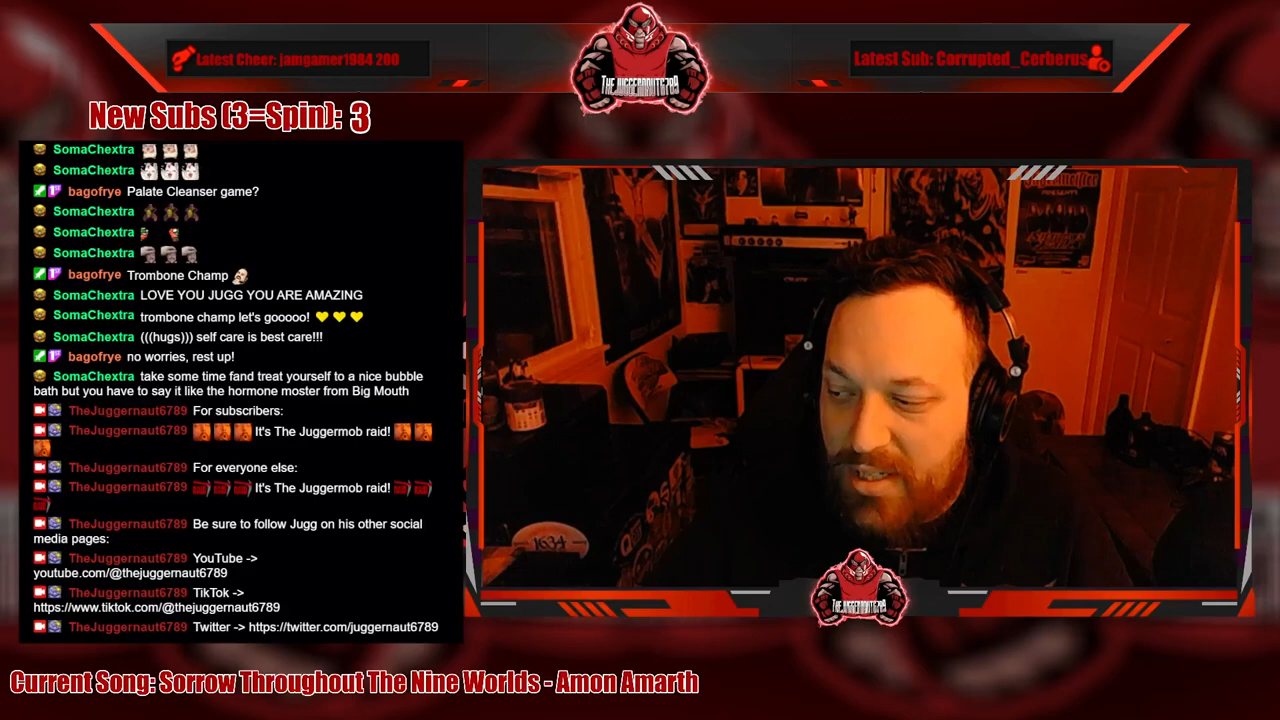 Latest Cheer: jamgamer1984 200
THEJUGGERNAUT6789
Latest Sub: Corrupted_Cerberus
New Subs (3=Spin): 3
SomaChextra
SomaChextra
bagofrye Palate Cleanser game?
SomaChextra
SomaChextra
SomaChextra
bagofrye Trombone Champ
SomaChextra LOVE YOU JUGG YOU ARE AMAZING
SomaChextra trombone champ let's gooooo!
SomaChextra (((hugs))) self care is best care!!!
bagofrye no worries, rest up!
SomaChextra take some time fand treat yourself to a nice bubble
bath but you have to say it like the hormone moster from Big Mouth
TheJuggernaut6789 For subscribers:
TheJuggernaut6789 It's The Juggermob raid!
TheJuggernaut6789 For everyone else:
TheJuggernaut6789 It's The Juggermob raid!
TheJuggernaut6789 Be sure to follow Jugg on his other social
media pages:
TheJuggernaut6789 YouTube ->
youtube.com/@thejuggernaut6789
TheJuggernaut6789 TikTok ->
https://www.tiktok.com/@thejuggernaut6789
TheJuggernaut6789 Twitter -> https://twitter.com/juggernaut6789
1634
THEJUGGERNAUT6789
Current Song: Sorrow Throughout The Nine Worlds - Amon Amarth